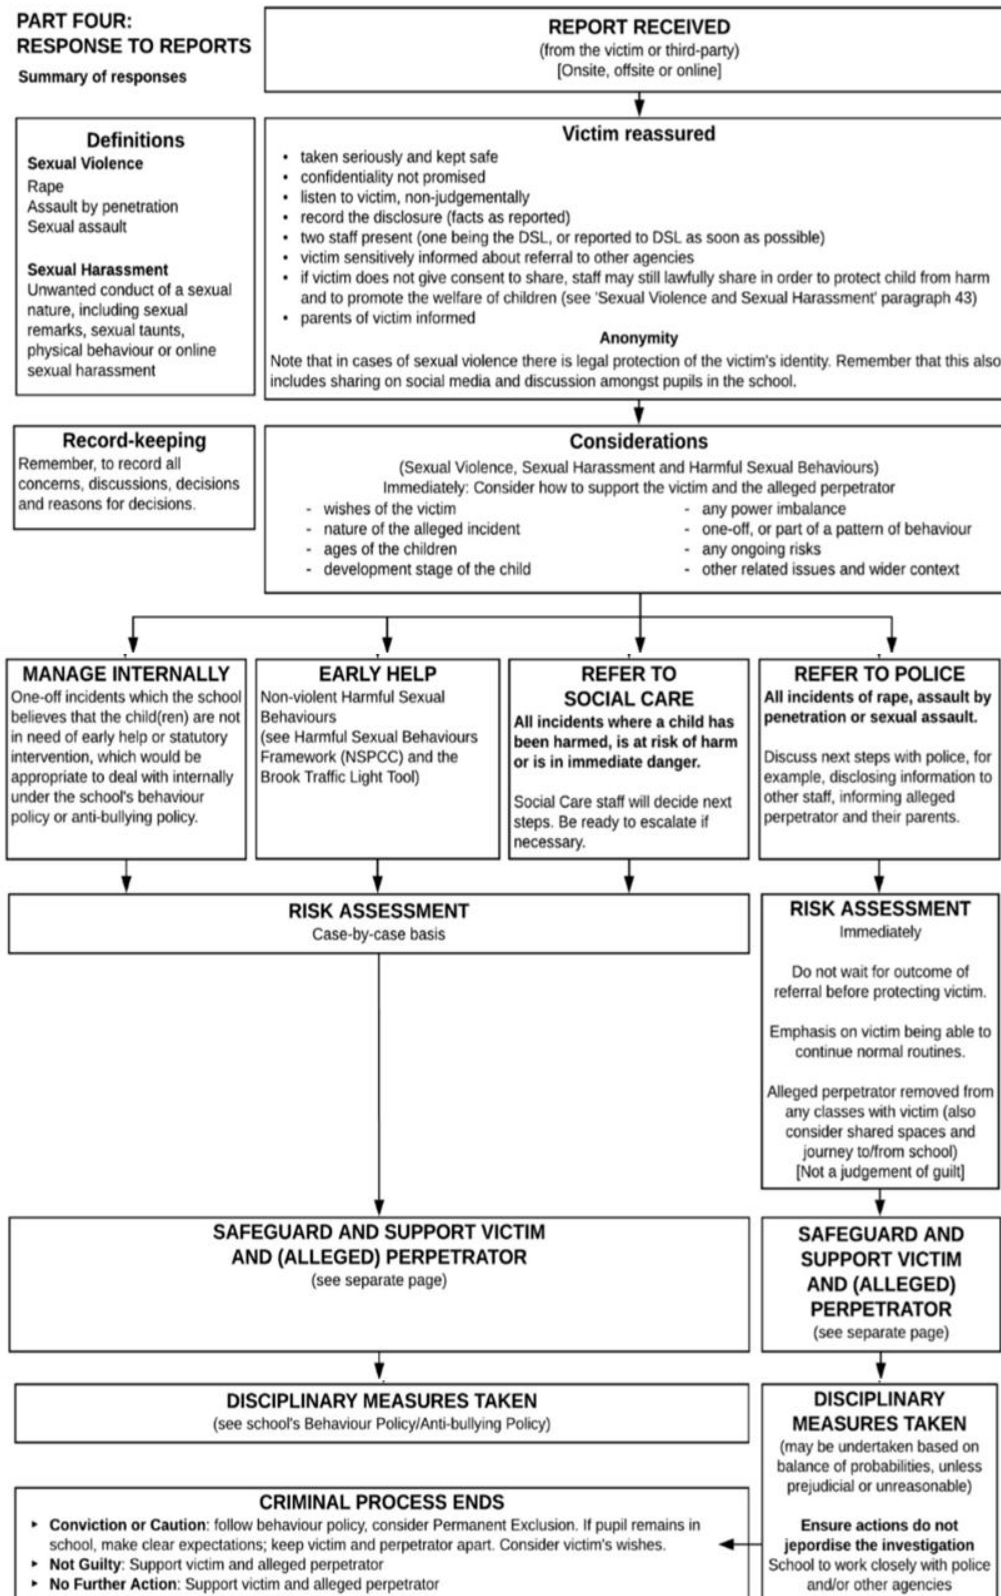 PART FOUR:
RESPONSE TO REPORTS
Summary of responses
REPORT RECEIVED
(from the victim or third-party)
[Onsite, offsite or online]
Definitions
Sexual Violence
Rape
Assault by penetration
Sexual assault
Sexual Harassment
Unwanted conduct of a sexual
nature, including sexual
remarks, sexual taunts,
physical behaviour or online
sexual harassment
Victim reassured
• taken seriously and kept safe
• confidentiality not promised
• listen to victim, non-judgementally
• record the disclosure (facts as reported)
• two staff present (one being the DSL, or reported to DSL as soon as possible)
• victim sensitively informed about referral to other agencies
• if victim does not give consent to share, staff may still lawfully share in order to protect child from harm
and to promote the welfare of children (see 'Sexual Violence and Sexual Harassment' paragraph 43)
• parents of victim informed
Anonymity
Note that in cases of sexual violence there is legal protection of the victim's identity. Remember that this also
includes sharing on social media and discussion amongst pupils in the school.
Record-keeping
Remember, to record all
concerns, discussions, decisions
and reasons for decisions.
Considerations
(Sexual Violence, Sexual Harassment and Harmful Sexual Behaviours)
Immediately: Consider how to support the victim and the alleged perpetrator
- wishes of the victim
- nature of the alleged incident
- ages of the children
- development stage of the child
- any power imbalance
- one-off, or part of a pattern of behaviour
- any ongoing risks
- other related issues and wider context
MANAGE INTERNALLY
One-off incidents which the school
believes that the child(ren) are not
in need of early help or statutory
intervention, which would be
appropriate to deal with internally
under the school's behaviour
policy or anti-bullying policy.
EARLY HELP
Non-violent Harmful Sexual
Behaviours
(see Harmful Sexual Behaviours
Framework (NSPCC) and the
Brook Traffic Light Tool)
REFER TO
SOCIAL CARE
All incidents where a child has
been harmed, is at risk of harm
or is in immediate danger.
Social Care staff will decide next
steps. Be ready to escalate if
necessary.
REFER TO POLICE
All incidents of rape, assault by
penetration or sexual assault.
Discuss next steps with police, for
example, disclosing information to
other staff, informing alleged
perpetrator and their parents.
RISK ASSESSMENT
Case-by-case basis
RISK ASSESSMENT
Immediately
Do not wait for outcome of
referral before protecting victim.
Emphasis on victim being able to
continue normal routines.
Alleged perpetrator removed from
any classes with victim (also
consider shared spaces and
journey to/from school)
[Not a judgement of guilt]
SAFEGUARD AND SUPPORT VICTIM
AND (ALLEGED) PERPETRATOR
(see separate page)
SAFEGUARD AND
SUPPORT VICTIM
AND (ALLEGED)
PERPETRATOR
(see separate page)
DISCIPLINARY MEASURES TAKEN
(see school's Behaviour Policy/Anti-bullying Policy)
DISCIPLINARY
MEASURES TAKEN
(may be undertaken based on
balance of probabilities, unless
prejudicial or unreasonable)
Ensure actions do not
jepordise the investigation
School to work closely with police
and/or other agencies
CRIMINAL PROCESS ENDS
‣ Conviction or Caution: follow behaviour policy, consider Permanent Exclusion. If pupil remains in
school, make clear expectations; keep victim and perpetrator apart. Consider victim's wishes.
‣ Not Guilty: Support victim and alleged perpetrator
‣ No Further Action: Support victim and alleged perpetrator